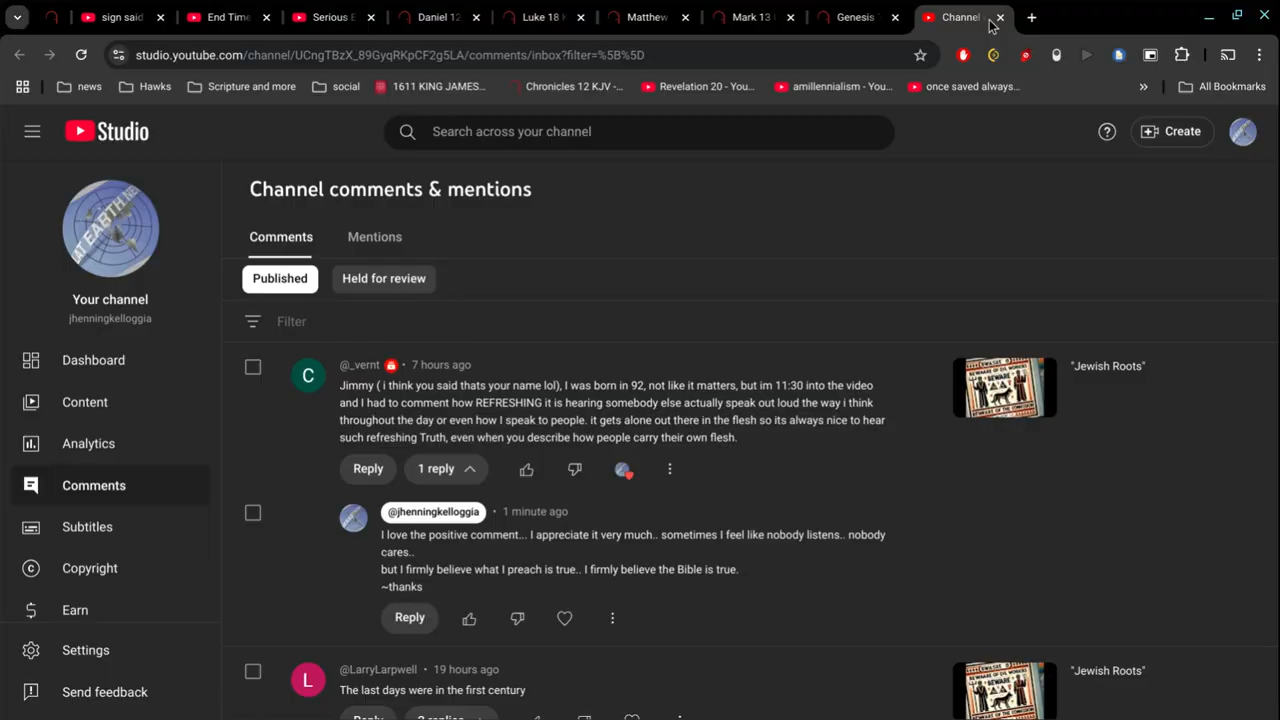 sign said
End Time
Serious E
Daniel 12
Luke 18 K
Matthew
Mark 13
Genesis
Channel
studio.youtube.com/channel/UCngTBzX_89GyqRKpCF2g5LA/comments/inbox?filter=%5B%5D
news
Hawks
Scripture and more
social
1611 KING JAMES...
Chronicles 12 KJV -...
Revelation 20 - You...
amillennialism - You...
once saved always...
»
All Bookmarks
Studio
Search across your channel
Create
Channel comments & mentions
Comments
Mentions
Published
Held for review
Filter
Your channel
jhenningkelloggia
Dashboard
Content
Analytics
Comments
Subtitles
Copyright
Earn
Settings
Send feedback
C
@_vernt • 7 hours ago
Jimmy ( i think you said thats your name lol), I was born in 92, not like it matters, but im 11:30 into the video
and I had to comment how REFRESHING it is hearing somebody else actually speak out loud the way i think
throughout the day or even how I speak to people. it gets alone out there in the flesh so its always nice to hear
such refreshing Truth, even when you describe how people carry their own flesh.
Reply
1 reply
"Jewish Roots"
BEWARE
@jhenningkelloggia • 1 minute ago
I love the positive comment... I appreciate it very much.. sometimes I feel like nobody listens.. nobody
cares..
but I firmly believe what I preach is true.. I firmly believe the Bible is true.
~thanks
Reply
L
@LarryLarpwell • 19 hours ago
The last days were in the first century
Reply
"Jewish Roots"
BEWARE